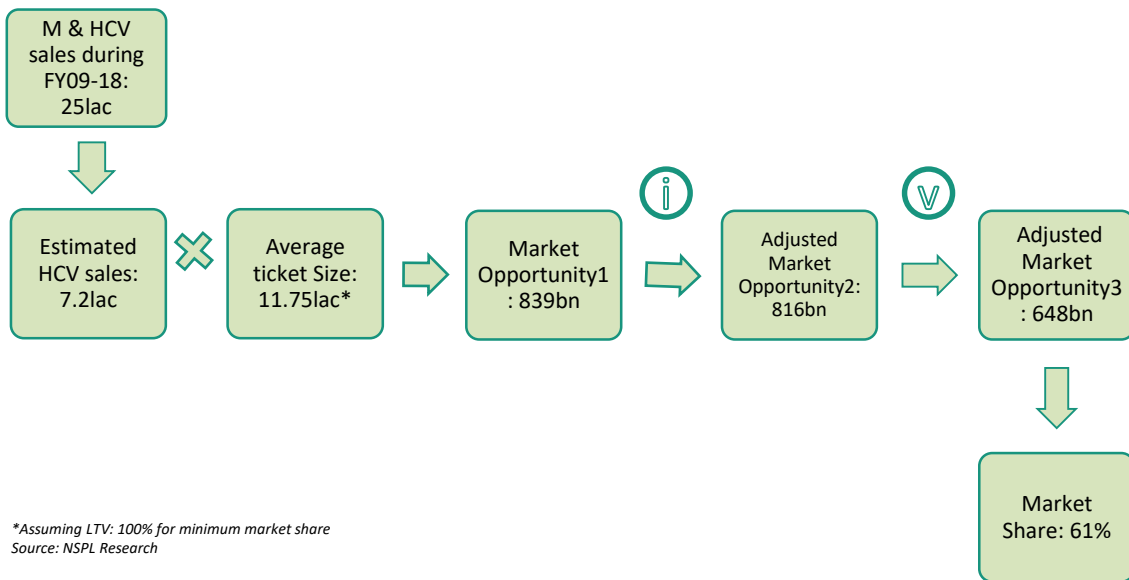 M & HCV
sales during
FY09-18:
25lac
Estimated
HCV sales:
7.2lac
Average
ticket Size:
11.75lac*
Market
Opportunity1
: 839bn
i
Adjusted
Market
Opportunity2:
816bn
v
Adjusted
Market
Opportunity3
: 648bn
Market
Share: 61%
*Assuming LTV: 100% for minimum market share
Source: NSPL Research